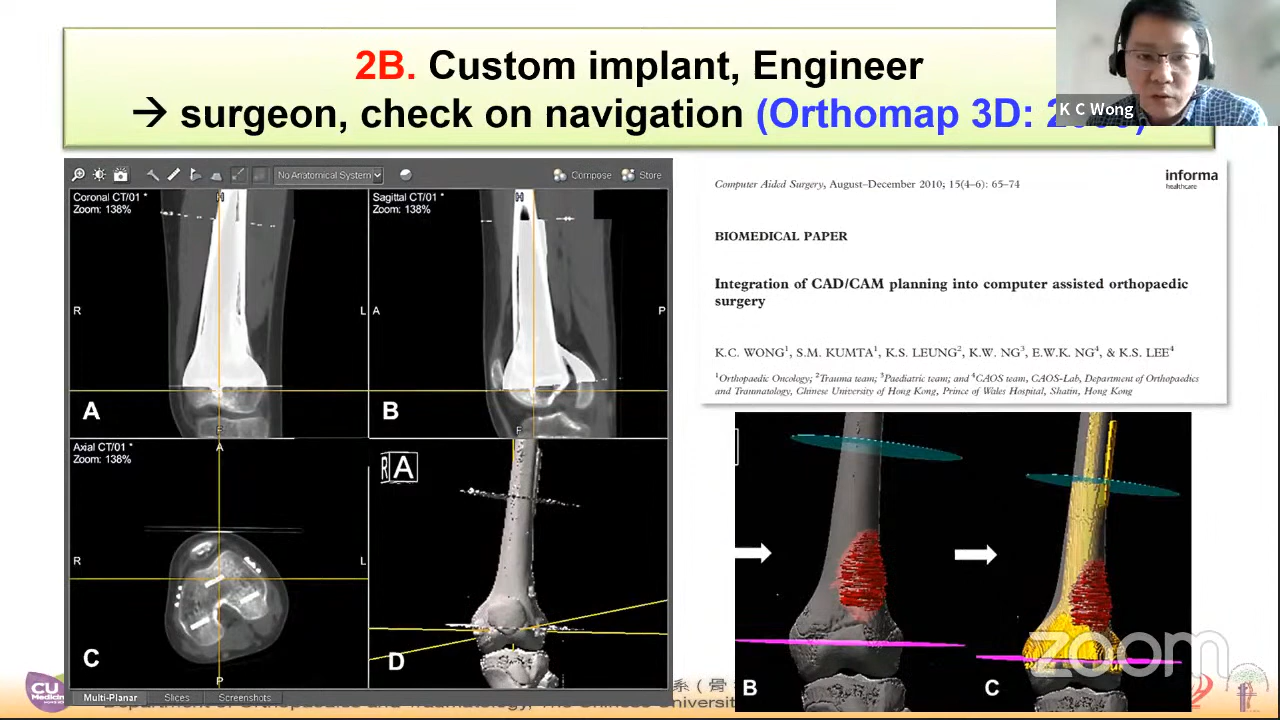 2B. Custom implant, Engineer
→ surgeon, check on navigation (Orthomap 3D:
K C Wong
No Anatomical System
Compose
Store
Coronal CT/01 *
Zoom: 138%
H
R
L
A
Sagittal CT/01 *
Zoom: 138%
H
A
P
F
B
Axial CT/01 *
Zoom: 138%
A
R
L
P
C
R A
D
Multi-Planar
Slices
Screenshots
Computer Aided Surgery, August–December 2010; 15(4–6): 65–74
informa
healthcare
BIOMEDICAL PAPER
Integration of CAD/CAM planning into computer assisted orthopaedic
surgery
K.C. WONG¹, S.M. KUMTA¹, K.S. LEUNG², K.W. NG³, E.W.K. NG⁴, & K.S. LEE⁴
¹Orthopaedic Oncology; ²Trauma team; ³Paediatric team; and ⁴CAOS team, CAOS-Lab, Department of Orthopaedics
and Traumatology, Chinese University of Hong Kong, Prince of Wales Hospital, Shatin, Hong Kong
B
C
zoom
CU
Medicine